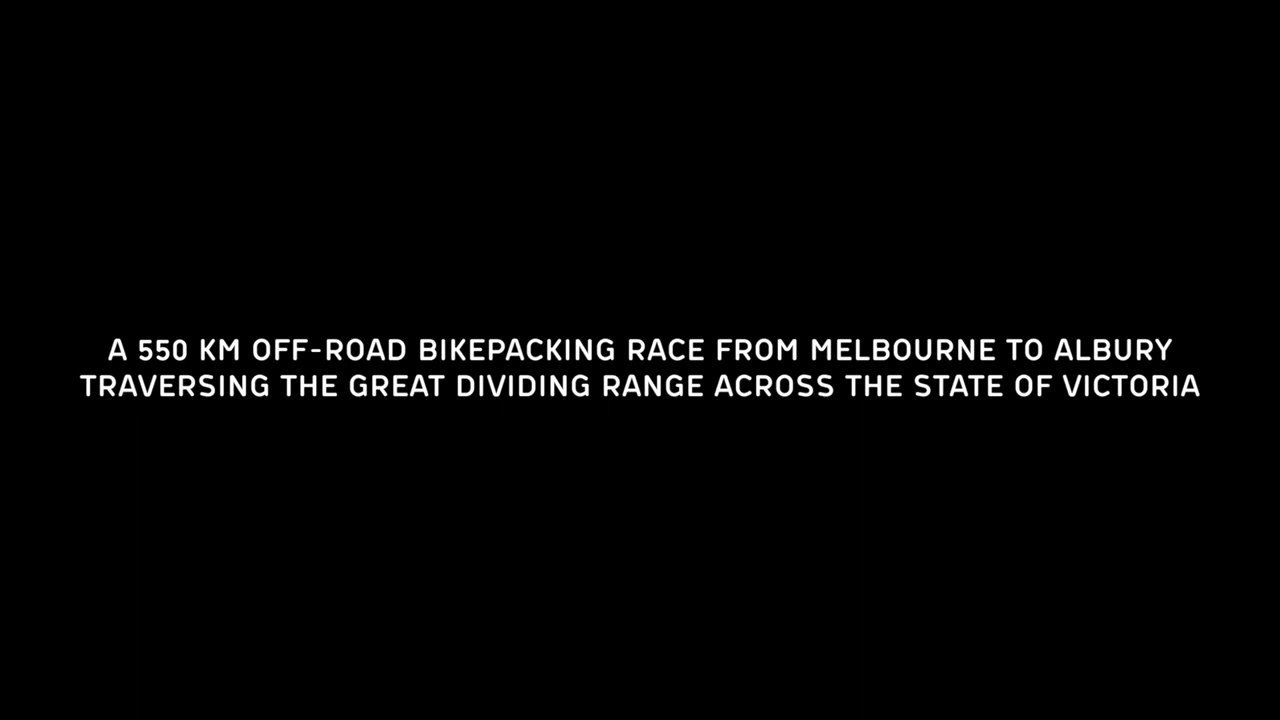 A 550 KM OFF-ROAD BIKEPACKING RACE FROM MELBOURNE TO ALBURY
TRAVERSING THE GREAT DIVIDING RANGE ACROSS THE STATE OF VICTORIA